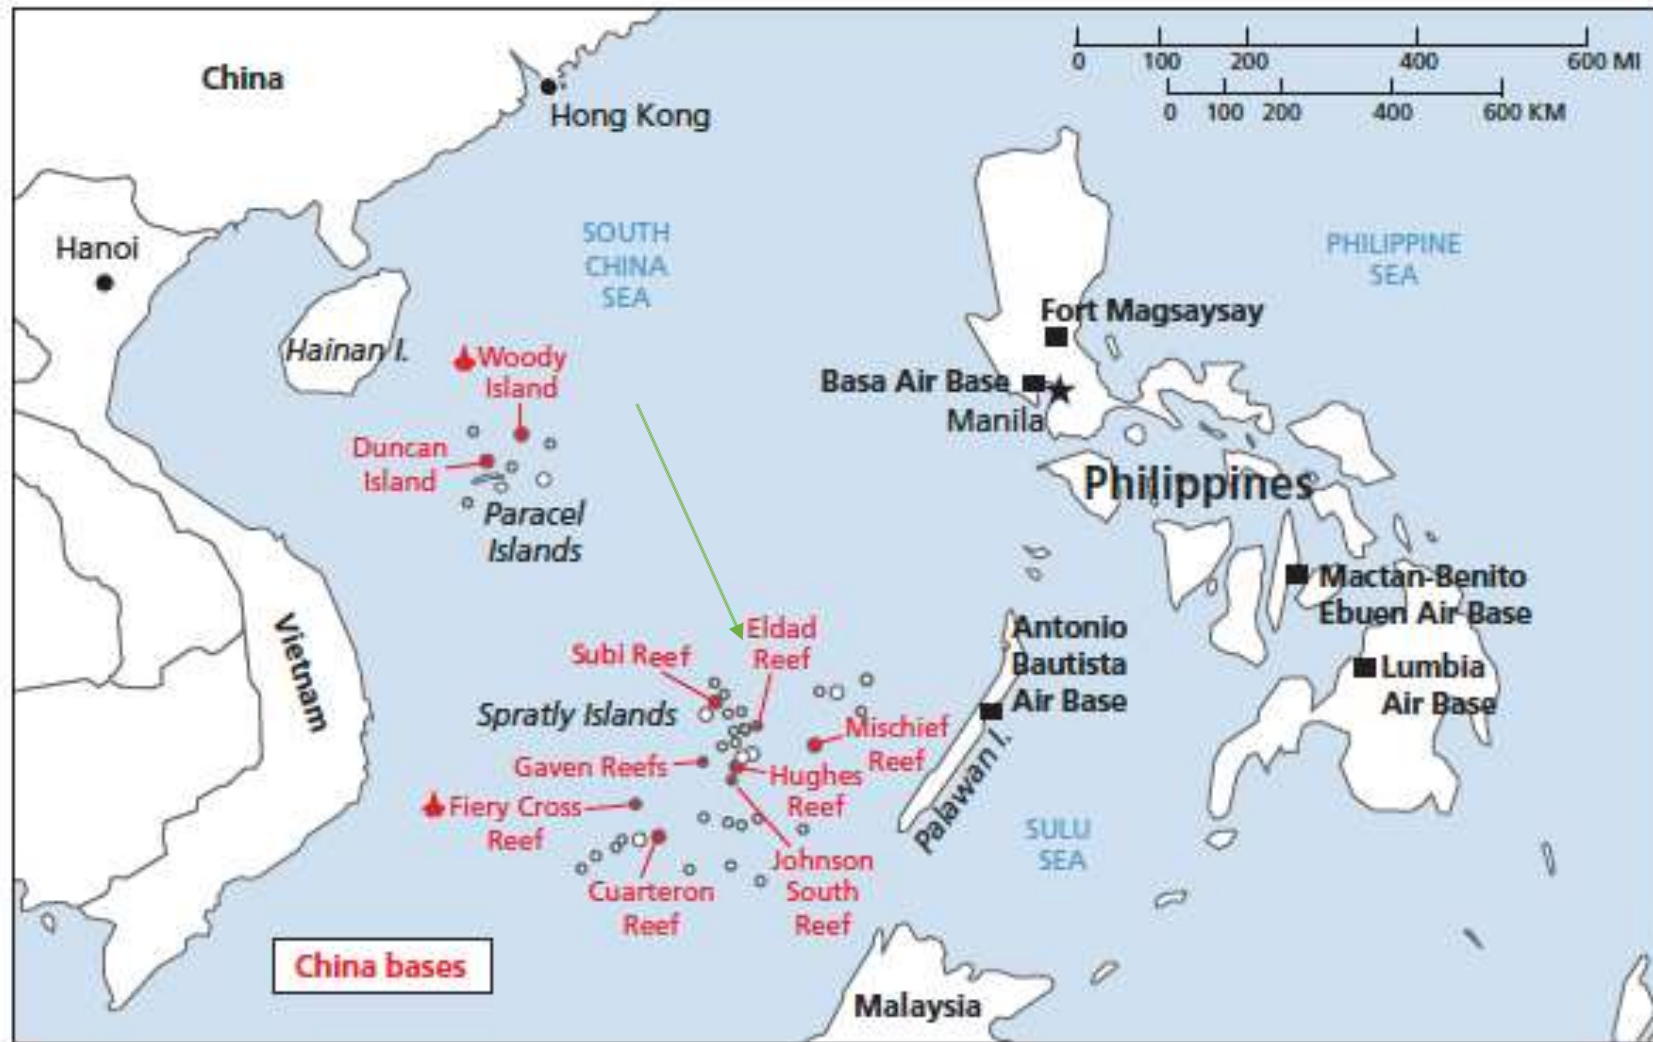 0 100 200 400 600 MI
0 100 200 400 600 KM
China
Hong Kong
Hanoi
SOUTH
CHINA
SEA
PHILIPPINE
SEA
Hainan I.
Woody
Island
Duncan
Island
Paracel
Islands
Fort Magsaysay
Basa Air Base
Manila
Philippines
Mactan-Benito
Ebuen Air Base
Lumbia
Air Base
Antonio
Bautista
Air Base
Palawan I.
SULU
SEA
Vietnam
Eldad
Reef
Subi Reef
Spratly Islands
Mischief
Reef
Gaven Reefs
Hughes
Reef
Fiery Cross
Reef
Johnson
South
Reef
Cuarteron
Reef
China bases
Malaysia